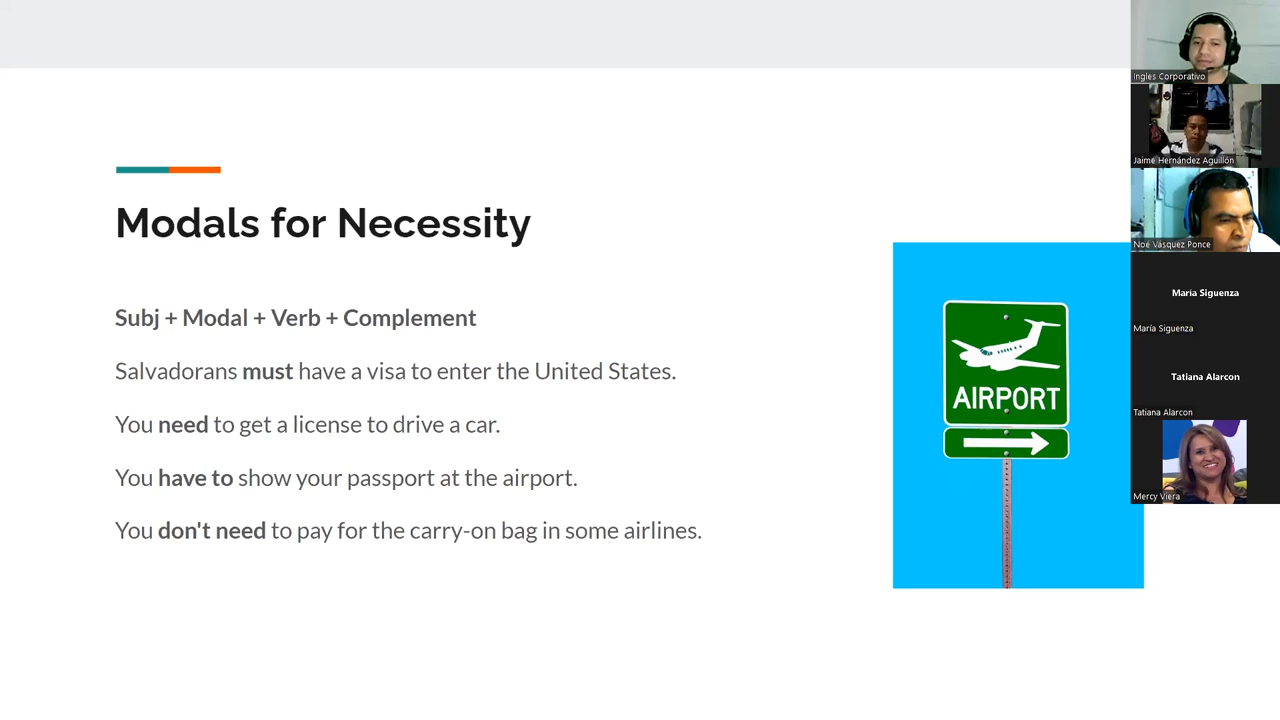 Modals for Necessity
Subj + Modal + Verb + Complement
Salvadorans must have a visa to enter the United States.
You need to get a license to drive a car.
You have to show your passport at the airport.
You don't need to pay for the carry-on bag in some airlines.
AIRPORT
Ingles Corporativo
Jaime Hernández Aguillón
Noé Vásquez Ponce
Maria Siguenza
María Siguenza
Tatiana Alarcon
Tatiana Alarcon
Mercy Viera